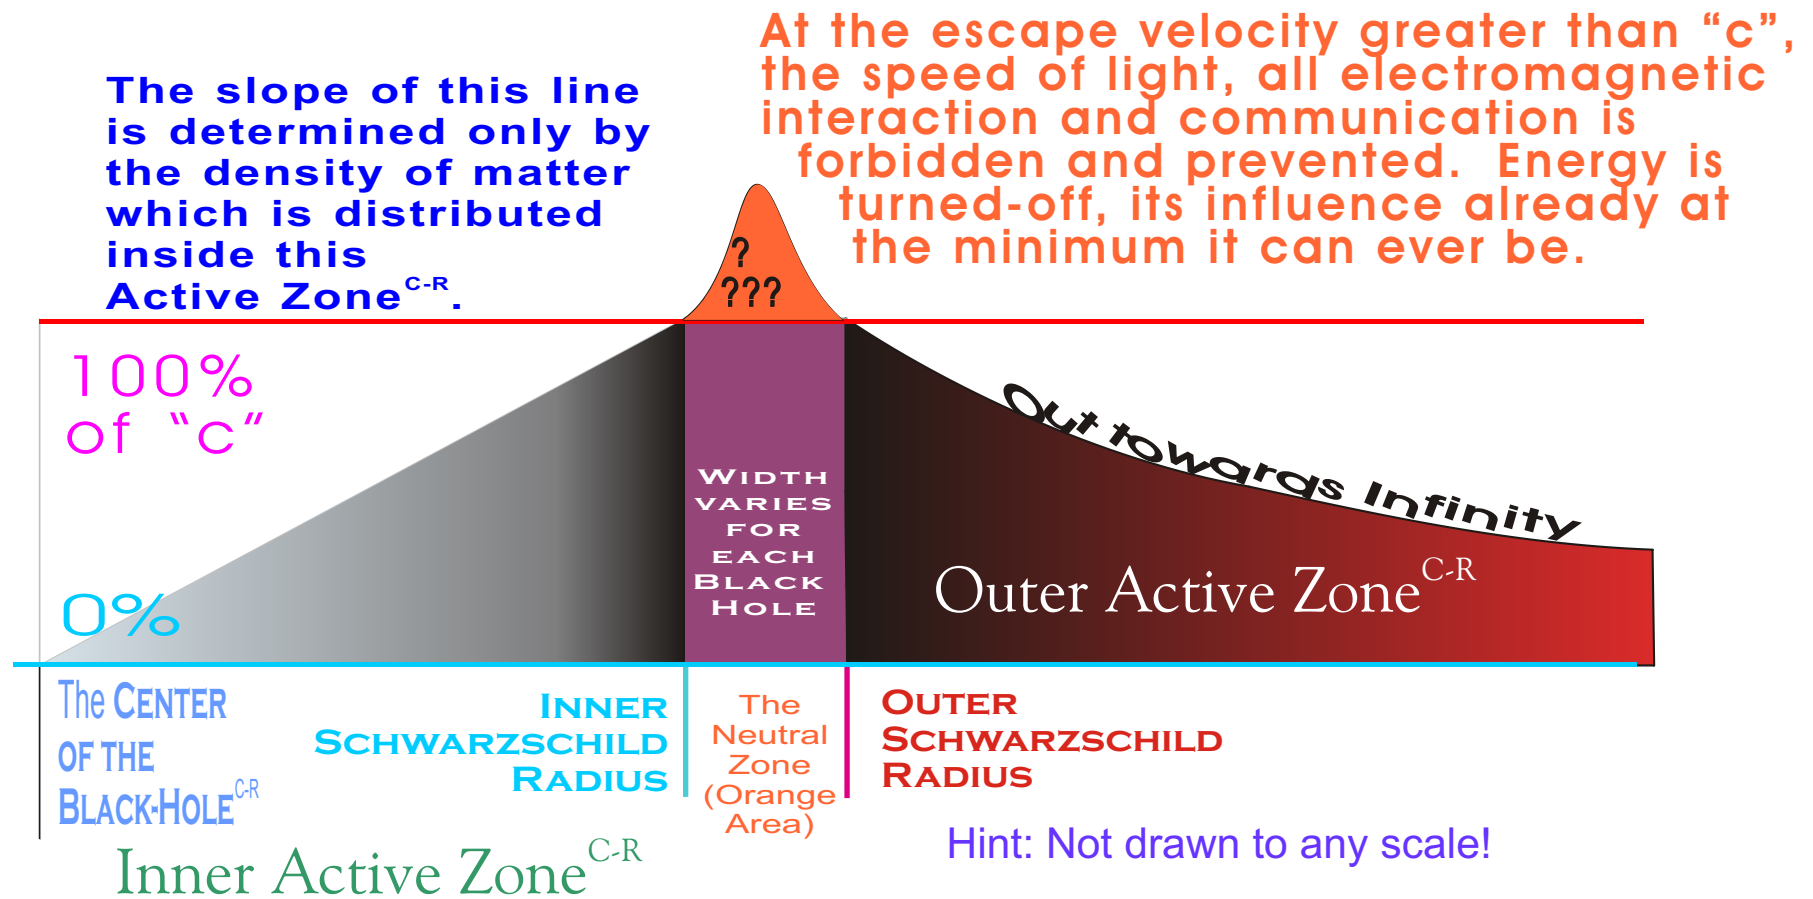 The slope of this line
is determined only by
the density of matter
which is distributed
inside this
Active Zone C-R.
At the escape velocity greater than “c”,
the speed of light, all electromagnetic
interaction and communication is
forbidden and prevented. Energy is
turned-off, its influence already at
the minimum it can ever be.
?
???
100%
of “c”
0%
Out towards Infinity
WIDTH
VARIES
FOR
EACH
BLACK
HOLE
Outer Active Zone C-R
The CENTER
OF THE
BLACK-HOLE C-R
INNER
SCHWARZSCHILD
RADIUS
The
Neutral
Zone
(Orange
Area)
OUTER
SCHWARZSCHILD
RADIUS
Inner Active Zone C-R
Hint: Not drawn to any scale!